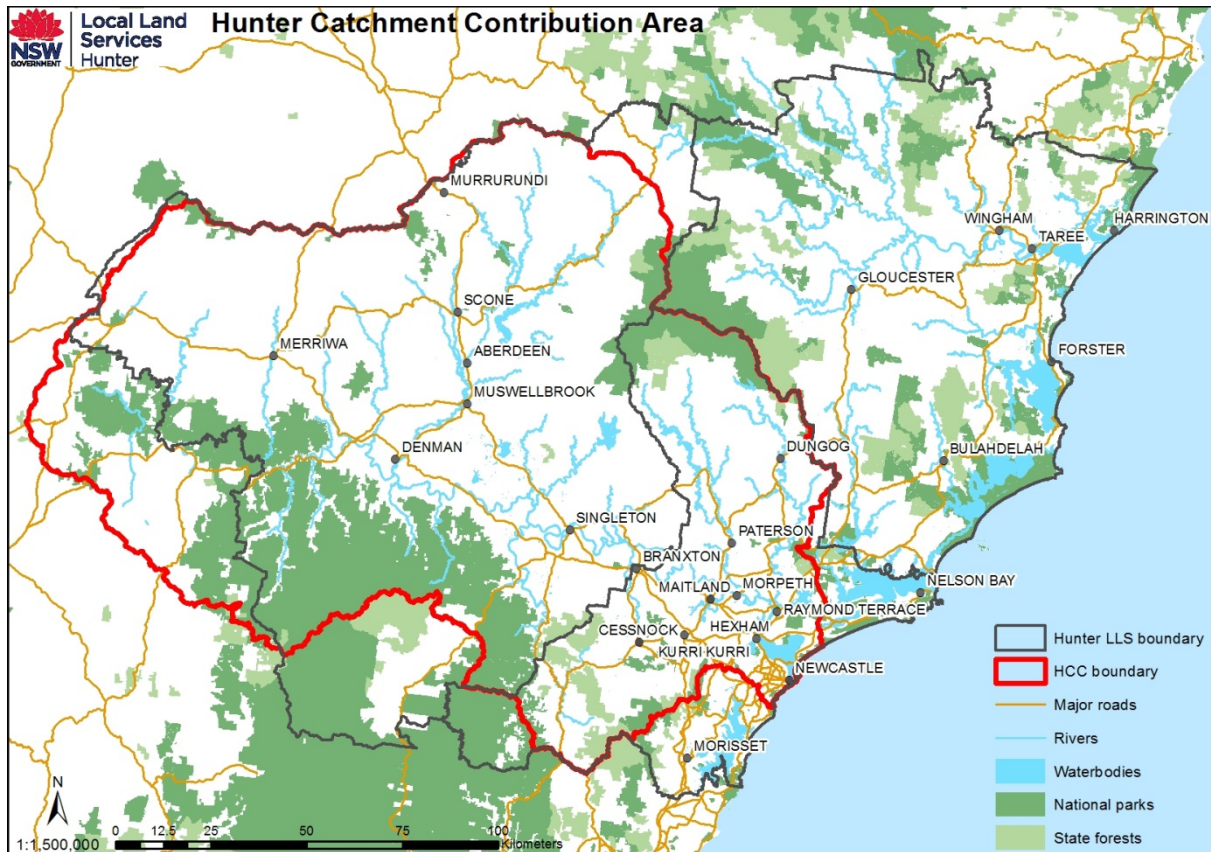 Hunter Catchment Contribution Area
NSW
GOVERNMENT
Local Land
Services
Hunter
MURRURUNDI
WINGHAM
HARRINGTON
TAREE
GLOUCESTER
SCONE
MERRIWA
ABERDEEN
FORSTER
MUSWELLBROOK
DENMAN
DUNGOG
BULAHDELAH
SINGLETON
PATERSON
BRANXTON
NELSON BAY
MAITLAND
MORPETH
RAYMOND TERRACE
CESSNOCK
HEXHAM
KURRI KURRI
NEWCASTLE
MORISSET
Hunter LLS boundary
HCC boundary
Major roads
Rivers
Waterbodies
National parks
State forests
N
1:1,500,000
0 12.5 25 50 75 100
Kilometers